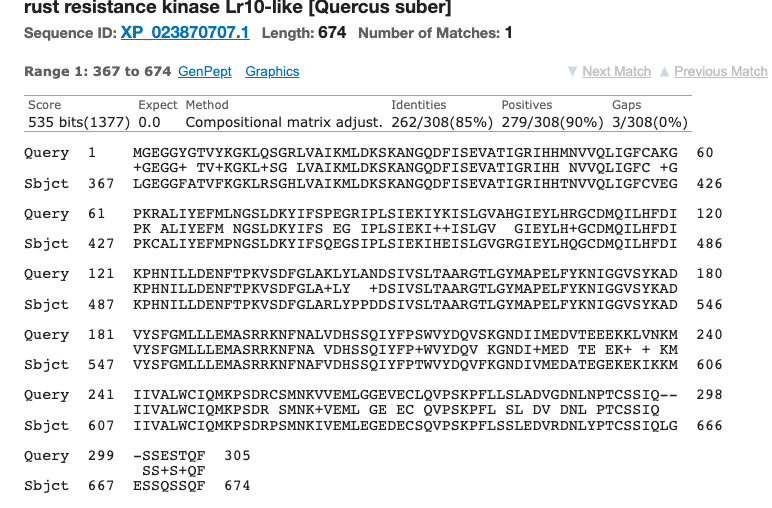 rust resistance kinase Lr10-like [Quercus suber]
Sequence ID: XP_023870707.1 Length: 674 Number of Matches: 1
Range 1: 367 to 674 GenPept Graphics ▼ Next Match ▲ Previous Match
Score Expect Method Identities Positives Gaps
535 bits(1377) 0.0 Compositional matrix adjust. 262/308(85%) 279/308(90%) 3/308(0%)
Query 1 MGEGGYGTVYKGKLQSGRLVAIKMLDKSKANGQDFISEVATIGRIHHMNVVQLIGFCAKG 60
+GEGG+ TV+KGKL+SG LVAIKMLDKSKANGQDFISEVATIGRIHH NVVQLIGFC +G
Sbjct 367 LGEGGFATVFKGKLRSGHLVAIKMLDKSKANGQDFISEVATIGRIHHTNVVQLIGFCVEG 426
Query 61 PKRALIYEFMLNGSLDKYIFSPEGRIPLSIEKIYKISLGVAHGIEYLHRGCDMQILHFDI 120
PK ALIYEFM NGSLDKYIFS EG IPLSIEKI++ISLGV   GIEYLH+GCDMQILHFDI
Sbjct 427 PKCALIYEFMPNGSLDKYIFSQEGSIPLSIEKIHEISLGVGRGIEYLHQGCDMQILHFDI 486
Query 121 KPHNILLDENFTPKVSDFGLAKLYLANDSIVSLTAARGTLGYMAPELFYKNIGGVSYKAD 180
KPHNILLDENFTPKVSDFGLA+LY   +DSIVSLTAARGTLGYMAPELFYKNIGGVSYKAD
Sbjct 487 KPHNILLDENFTPKVSDFGLARLYPPDDSIVSLTAARGTLGYMAPELFYKNIGGVSYKAD 546
Query 181 VYSFGMLLLEMASRRKNFNALVDHSSQIYFPSWVYDQVSKGNDIIMEDVTEEEKKLVNKM 240
VYSFGMLLLEMASRRKNFNA VDHSSQIYFP+WVYDQV KGNDI+MED TE EK+ + KM
Sbjct 547 VYSFGMLLLEMASRRKNFNAFVDHSSQIYFPTWVYDQVFKGNDIVMEDATEGEKEKIKKM 606
Query 241 IIVALWCIQMKPSDRCSMNKVVEMLGGEVECLQVPSKPFLLSLADVGDNLNPTCSSIQ-- 298
IIVALWCIQMKPSDR SMNK+VEML GE EC QVPSKPFL SL DV DNL PTCSSIQ
Sbjct 607 IIVALWCIQMKPSDRPSMNKIVEMLEGEDECSQVPSKPFLSSLEDVRDNLYPTCSSIQLG 666
Query 299 -SSESTQF 305
SS+S+QF
Sbjct 667 ESSQSSQF 674